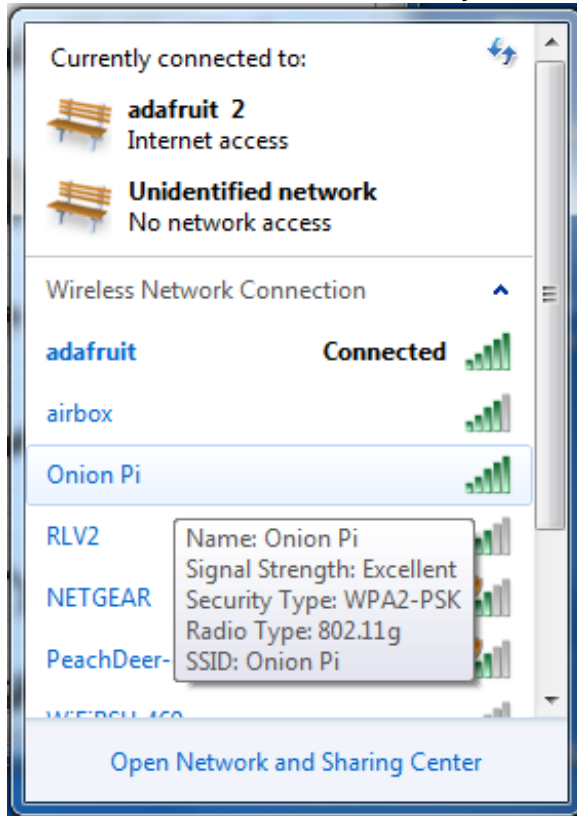 Currently connected to:
adafruit 2
Internet access
Unidentified network
No network access
Wireless Network Connection
adafruit Connected
airbox
Onion Pi
RLV2
Name: Onion Pi
Signal Strength: Excellent
NETGEAR
Security Type: WPA2-PSK
Radio Type: 802.11g
PeachDeer-
SSID: Onion Pi
Open Network and Sharing Center